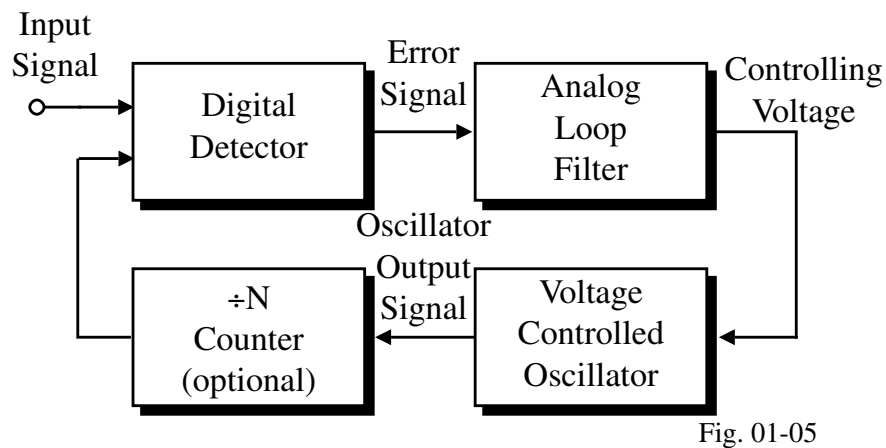 Input
Signal
Digital
Detector
Error
Signal
Analog
Loop
Filter
Controlling
Voltage
Oscillator
Output
Signal
÷N
Counter
(optional)
Voltage
Controlled
Oscillator
Fig. 01-05